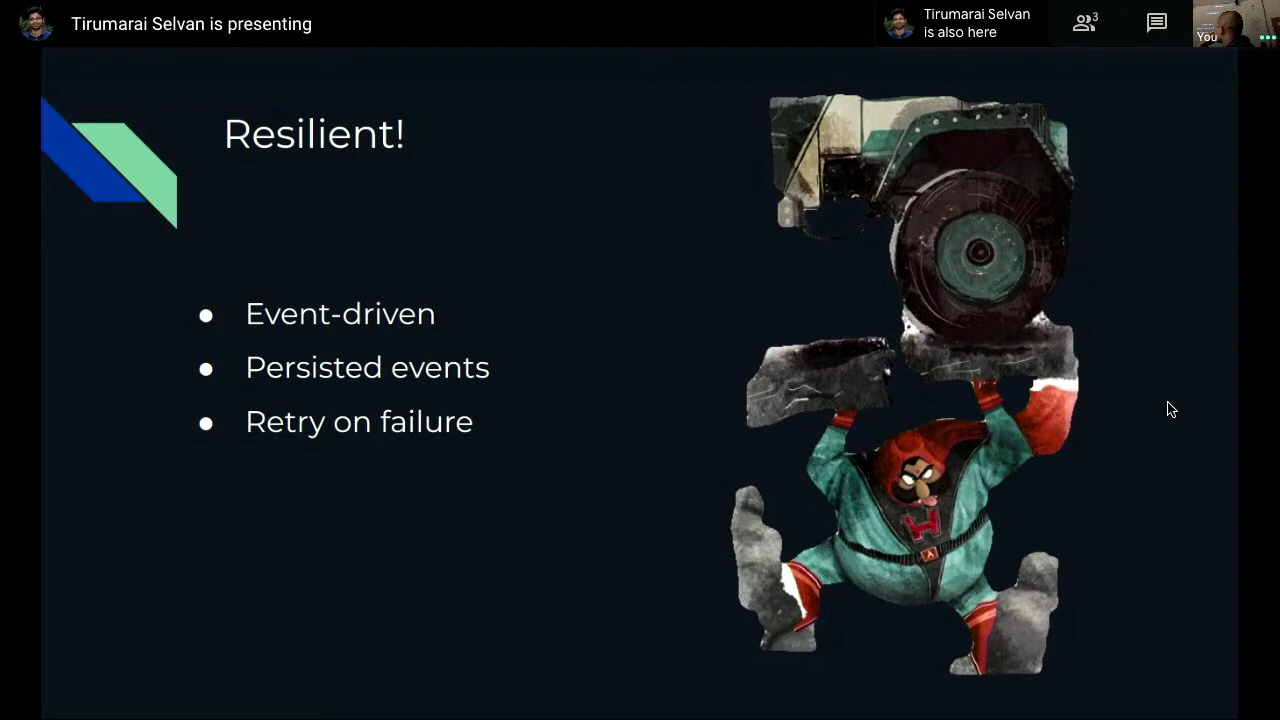 Tirumarai Selvan is presenting
Tirumarai Selvan
is also here
3
You
Resilient!
● Event-driven
● Persisted events
● Retry on failure
H